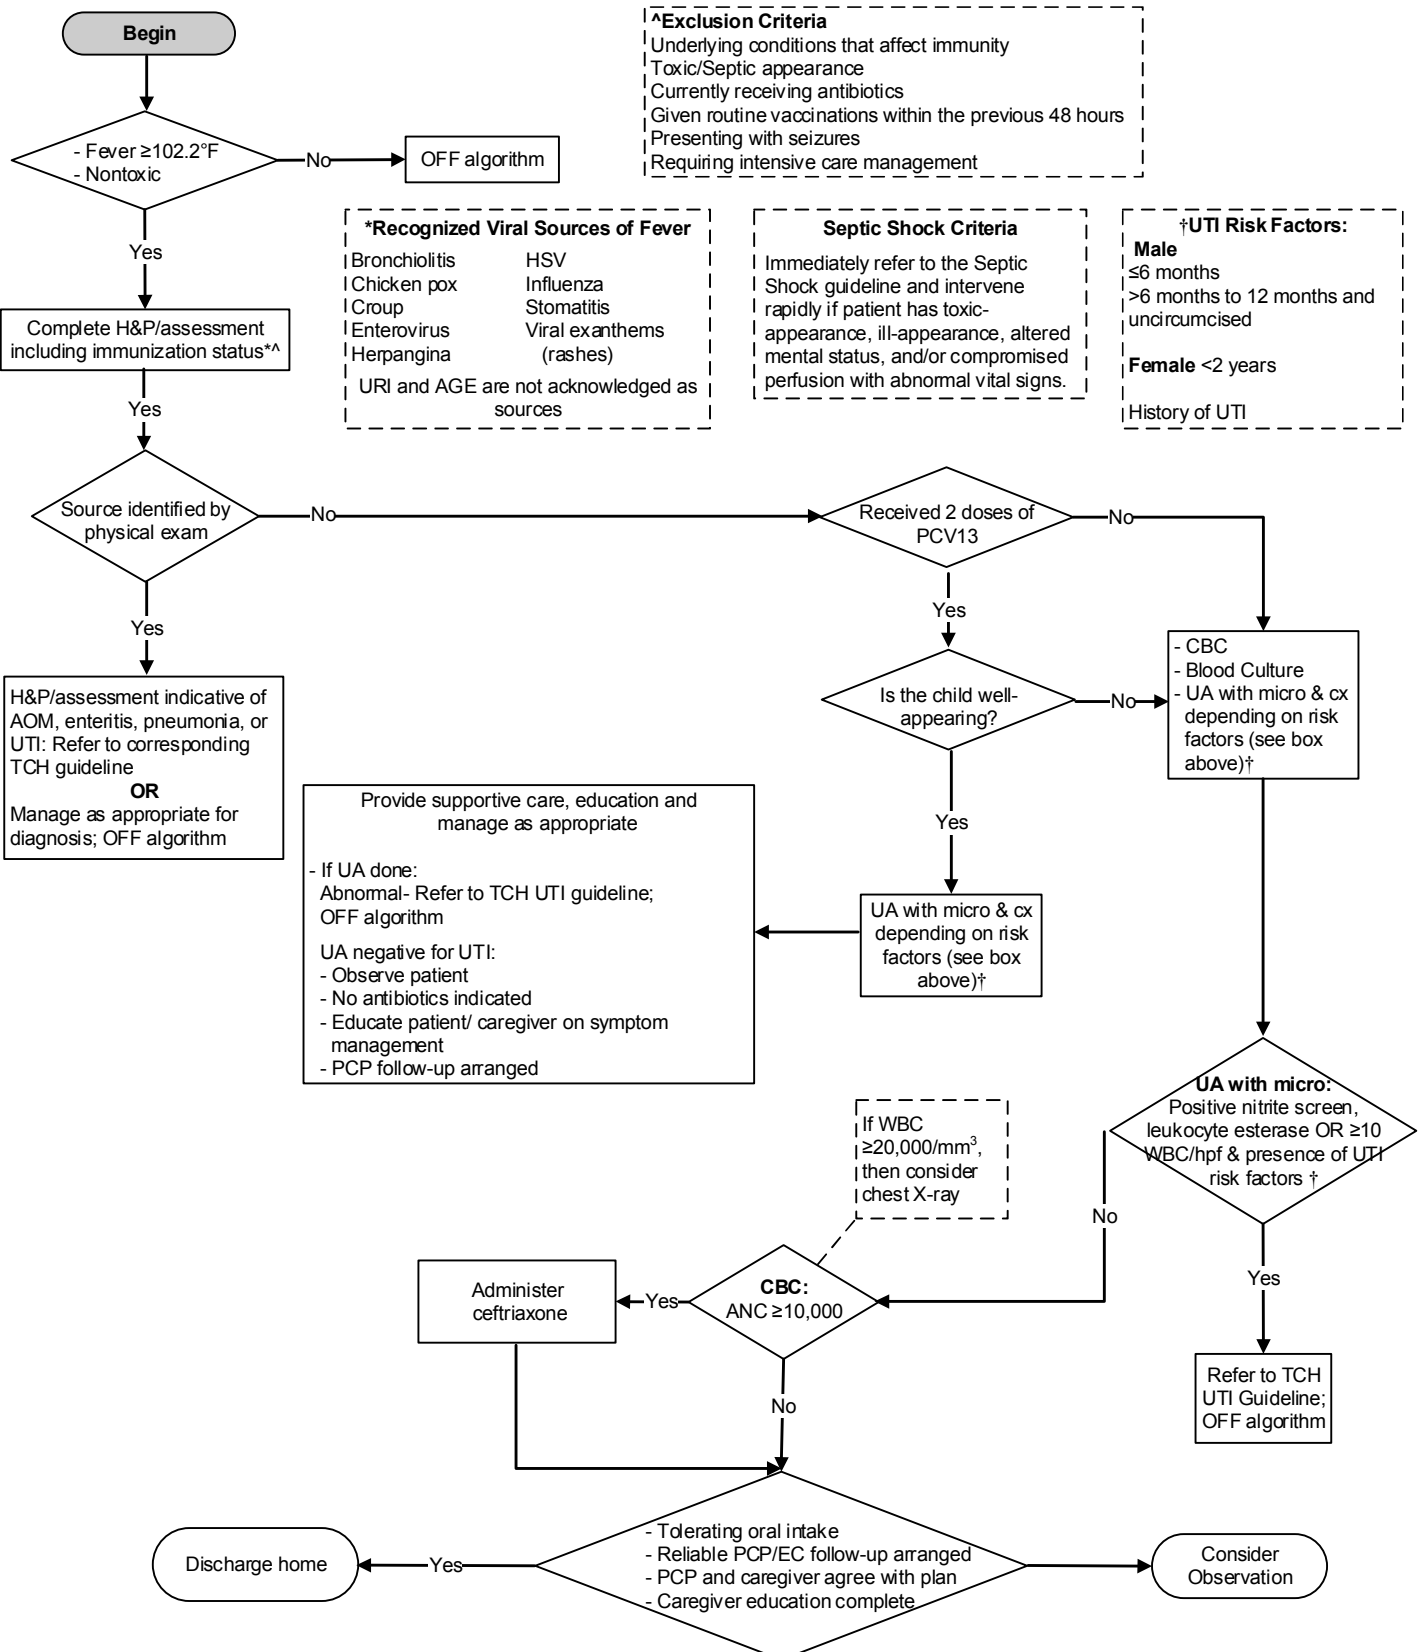 Begin
^Exclusion Criteria
Underlying conditions that affect immunity
Toxic/Septic appearance
Currently receiving antibiotics
Given routine vaccinations within the previous 48 hours
Presenting with seizures
Requiring intensive care management
- Fever ≥102.2°F
- Nontoxic
No
OFF algorithm
Yes
*Recognized Viral Sources of Fever
Bronchiolitis
Chicken pox
Croup
Enterovirus
Herpangina
HSV
Influenza
Stomatitis
Viral exanthems
(rashes)
URI and AGE are not acknowledged as
sources
Septic Shock Criteria
Immediately refer to the Septic
Shock guideline and intervene
rapidly if patient has toxic-
appearance, ill-appearance, altered
mental status, and/or compromised
perfusion with abnormal vital signs.
†UTI Risk Factors:
Male
≤6 months
>6 months to 12 months and
uncircumcised
Female <2 years
History of UTI
Complete H&P/assessment
including immunization status*^
Yes
Source identified by
physical exam
No
Received 2 doses of
PCV13
No
Yes
Yes
H&P/assessment indicative of
AOM, enteritis, pneumonia, or
UTI: Refer to corresponding
TCH guideline
OR
Manage as appropriate for
diagnosis; OFF algorithm
Is the child well-
appearing?
No
- CBC
- Blood Culture
- UA with micro & cx
depending on risk
factors (see box
above)†
Yes
Provide supportive care, education and
manage as appropriate
- If UA done:
Abnormal- Refer to TCH UTI guideline;
OFF algorithm
UA negative for UTI:
- Observe patient
- No antibiotics indicated
- Educate patient/ caregiver on symptom
management
- PCP follow-up arranged
UA with micro & cx
depending on risk
factors (see box
above)†
UA with micro:
Positive nitrite screen,
leukocyte esterase OR ≥10
WBC/hpf & presence of UTI
risk factors †
No
Yes
If WBC
≥20,000/mm³,
then consider
chest X-ray
CBC:
ANC ≥10,000
Yes
Administer
ceftriaxone
No
Refer to TCH
UTI Guideline;
OFF algorithm
- Tolerating oral intake
- Reliable PCP/EC follow-up arranged
- PCP and caregiver agree with plan
- Caregiver education complete
Yes
Discharge home
Consider
Observation